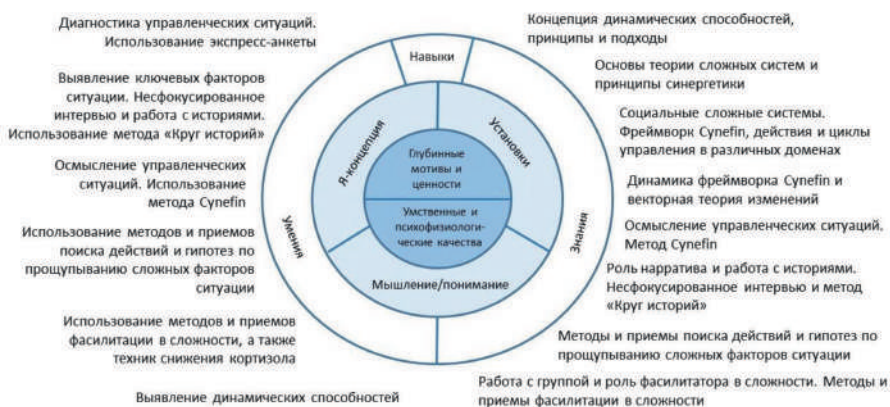 Диагностика управленческих ситуаций.
Использование экспресс-анкеты
Выявление ключевых факторов
ситуации. Несфокусированное
интервью и работа с историями.
Использование метода «Круг историй»
Осмысление управленческих
ситуаций. Использование
метода Cynefin
Использование методов и приемов
поиска действий и гипотез по
прощупыванию сложных факторов
ситуации
Использование методов и приемов
фасилитации в сложности, а также
техник снижения кортизола
Выявление динамических способностей
Навыки
Я-концепция
Установки
Глубинные
мотивы и
ценности
Умственные и
психофизиологи-
ческие качества
Мышление/понимание
Умения
Знания
Концепция динамических способностей,
принципы и подходы
Основы теории сложных систем и
принципы синергетики
Социальные сложные системы.
Фреймворк Cynefin, действия и циклы
управления в различных доменах
Динамика фреймворка Cynefin и
векторная теория изменений
Осмысление управленческих ситуаций.
Метод Cynefin
Роль нарратива и работа с историями.
Несфокусированное интервью и метод
«Круг историй»
Методы и приемы поиска действий и гипотез по
прощупыванию сложных факторов ситуации
Работа с группой и роль фасилитатора в сложности. Методы и
приемы фасилитации в сложности